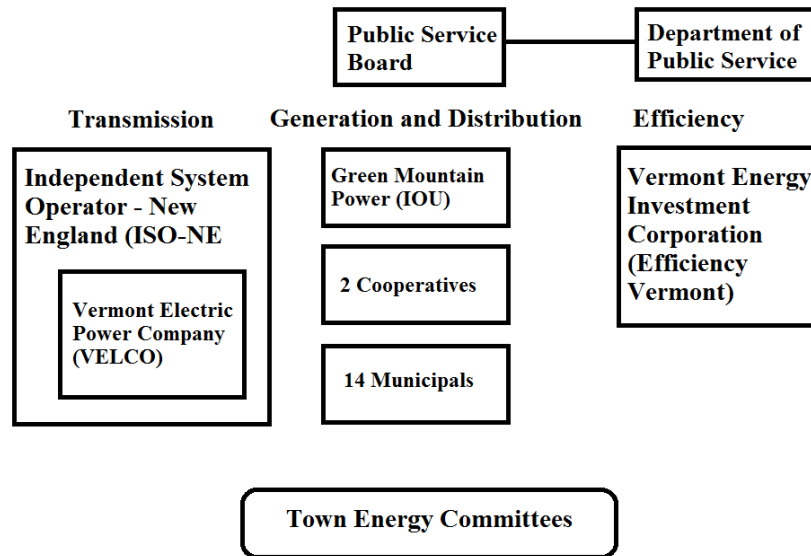 Public Service
Board
Department of
Public Service
Transmission
Generation and Distribution
Efficiency
Independent System
Operator - New
England (ISO-NE
Vermont Electric
Power Company
(VELCO)
Green Mountain
Power (IOU)
2 Cooperatives
14 Municipals
Vermont Energy
Investment
Corporation
(Efficiency
Vermont)
Town Energy Committees